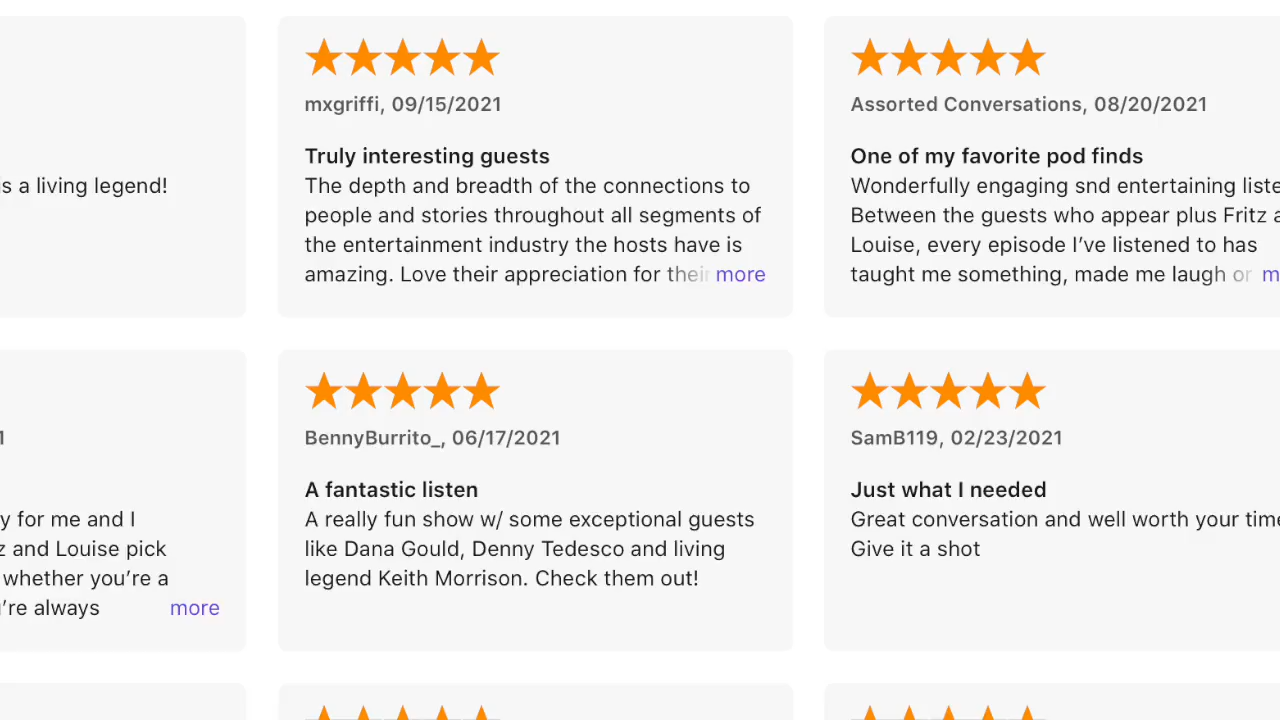 s a living legend!
mxgriffi, 09/15/2021
Truly interesting guests
The depth and breadth of the connections to
people and stories throughout all segments of
the entertainment industry the hosts have is
amazing. Love their appreciation for their more
Assorted Conversations, 08/20/2021
One of my favorite pod finds
Wonderfully engaging snd entertaining liste
Between the guests who appear plus Fritz a
Louise, every episode I've listened to has
taught me something, made me laugh or m
y for me and I
z and Louise pick
whether you're a
're always more
BennyBurrito_, 06/17/2021
A fantastic listen
A really fun show w/ some exceptional guests
like Dana Gould, Denny Tedesco and living
legend Keith Morrison. Check them out!
SamB119, 02/23/2021
Just what I needed
Great conversation and well worth your time
Give it a shot